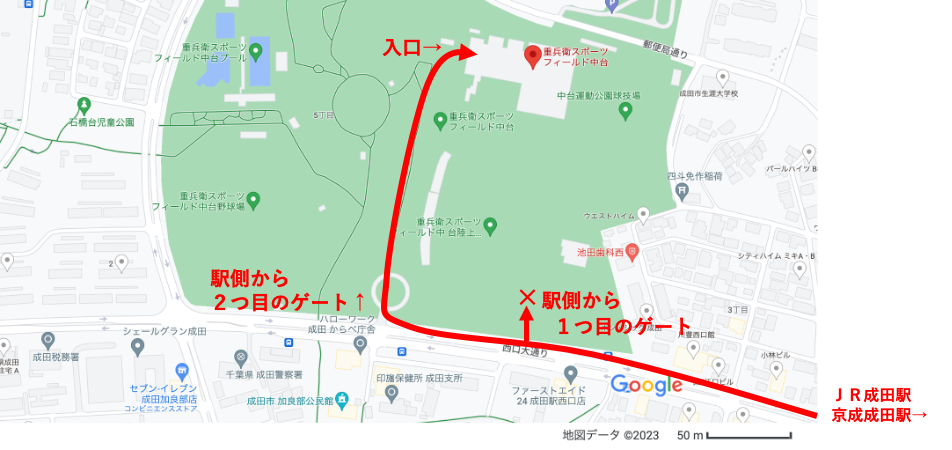 入口→
重兵衛スポーツ
フィールド中台
郵便局通り
重兵衛スポーツ
フィールド中台プール
成田市生涯大学校
中台運動公園球技場
石橋台児童公園
5丁目
重兵衛スポーツ
フィールド中台
パールハイツ B
四斗免作稲荷
重兵衛スポーツ
フィールド中台野球場
ウエストハイム
重兵衛スポーツ
フィールド中 台陸上...
池田歯科西
シティハイム ミキA・B
2
駅側から
２つ目のゲート↑
×駅側から
１つ目のゲート
3丁目
ハローワーク
成田 からべ庁舎
シェールグラン成田
西口大通り
小林ビル
成田税務署
千葉県 成田警察署
印旛保健所 成田支所
セブン-イレブン
成田加良部店
コンビニエンスストア
成田市 加良部公民館
ファーストエイド
24 成田駅西口店
Google
ＪＲ成田駅
京成成田駅→
地図データ ©2023
50 m